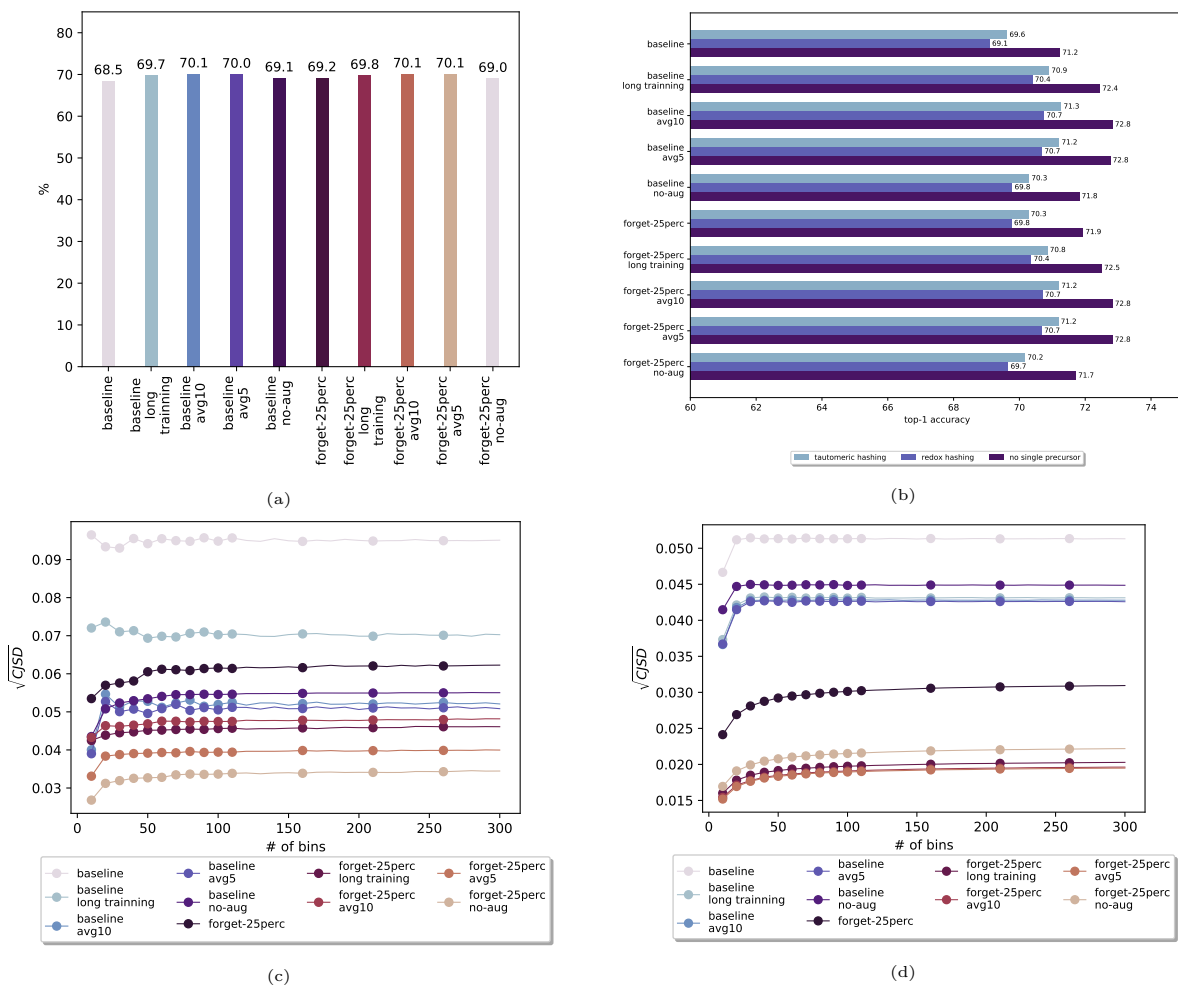 80
70
60
50
40
30
20
10
0
%
68.5
69.7
70.1
70.0
69.1
69.2
69.8
70.1
70.1
69.0
baseline
baseline
long
trainning
baseline
avg10
baseline
avg5
baseline
no-aug
forget-25perc
forget-25perc
long
training
forget-25perc
avg10
forget-25perc
avg5
forget-25perc
no-aug
(a)
baseline
69.6
69.1
71.2
baseline
long trainning
70.9
70.4
72.4
baseline
avg10
71.3
70.7
72.8
baseline
avg5
71.2
70.7
72.8
baseline
no-aug
70.3
69.8
71.8
forget-25perc
70.3
69.8
71.9
forget-25perc
long training
70.8
70.4
72.5
forget-25perc
avg10
71.2
70.7
72.8
forget-25perc
avg5
71.2
70.7
72.8
forget-25perc
no-aug
70.2
69.7
71.7
60 62 64 66 68 70 72 74
top-1 accuracy
tautomeric hashing redox hashing no single precursor
(b)
0.09
0.08
0.07
0.06
0.05
0.04
0.03
√CJSD
0 50 100 150 200 250 300
# of bins
baseline
baseline
long trainning
baseline
avg10
baseline
avg5
baseline
no-aug
forget-25perc
forget-25perc
long training
forget-25perc
avg10
forget-25perc
avg5
forget-25perc
no-aug
(c)
0.050
0.045
0.040
0.035
0.030
0.025
0.020
0.015
√CJSD
0 50 100 150 200 250 300
# of bins
baseline
baseline
long trainning
baseline
avg10
baseline
avg5
baseline
no-aug
forget-25perc
forget-25perc
long training
forget-25perc
avg10
forget-25perc
avg5
forget-25perc
no-aug
(d)